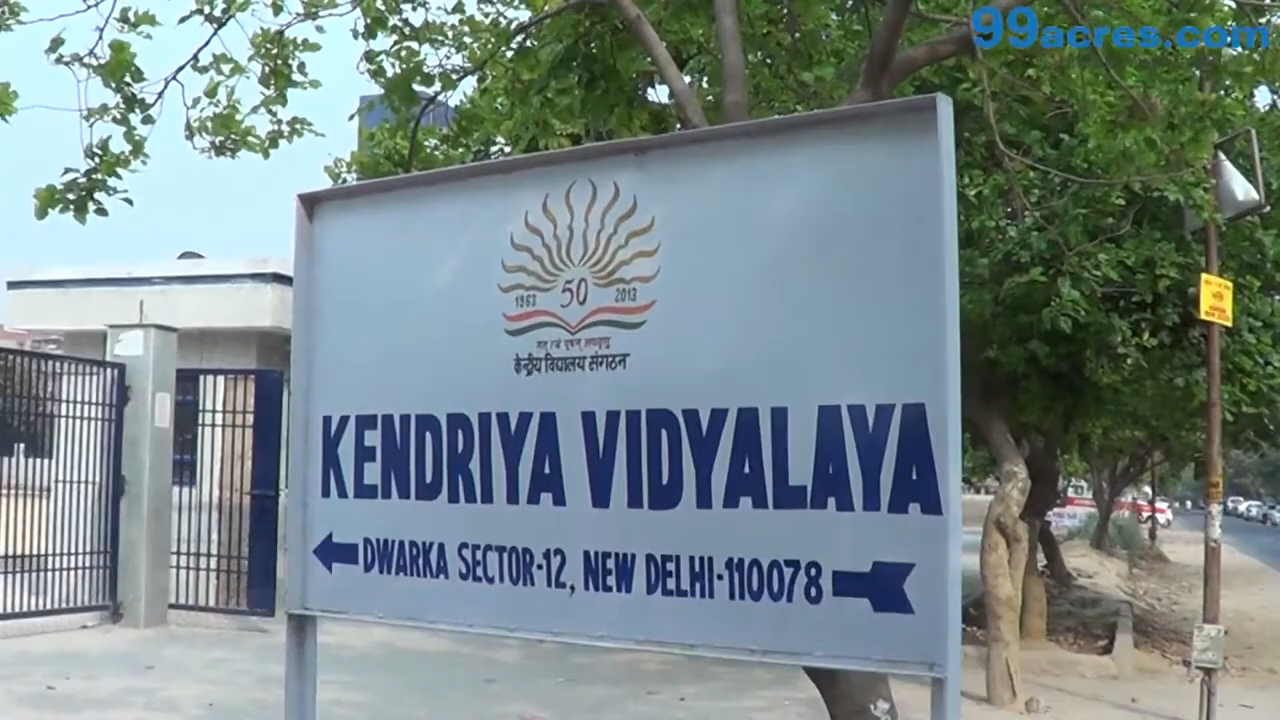 99acres.com
1963 50 2013
केन्द्रीय विद्यालय संगठन
KENDRIYA VIDYALAYA
DWARKA SECTOR-12, NEW DELHI-110078